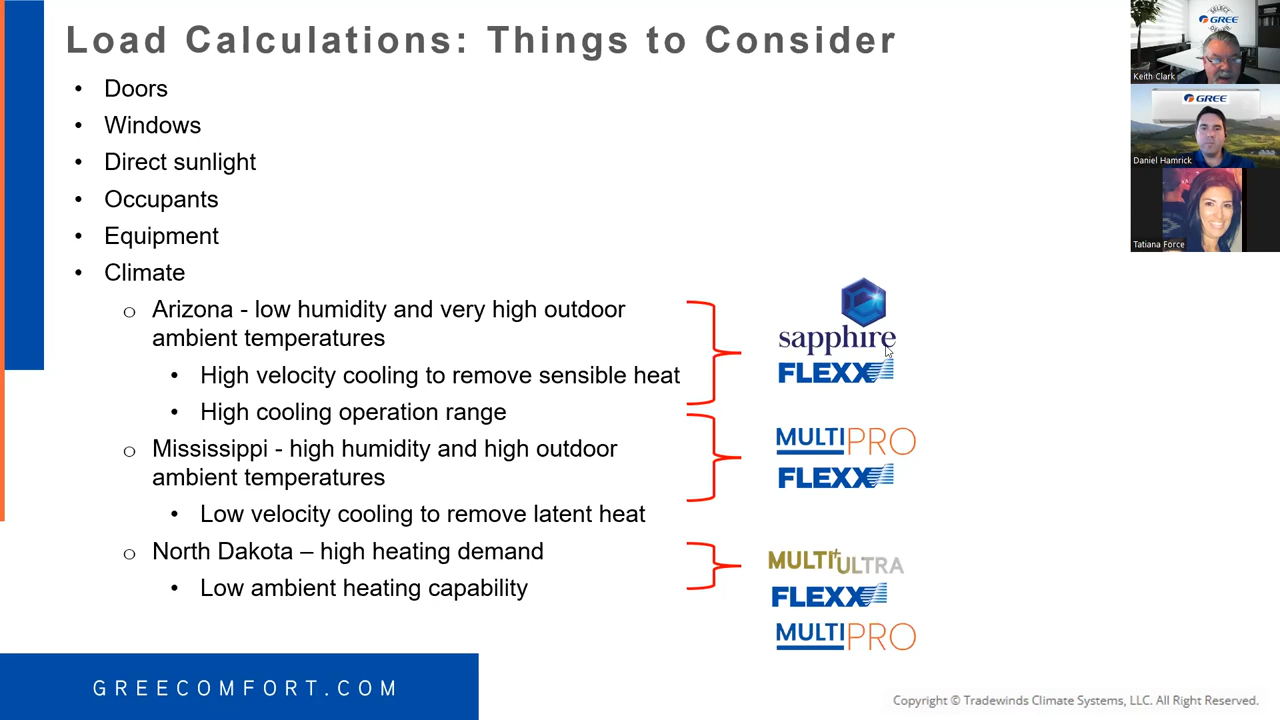 Load Calculations: Things to Consider
• Doors
• Windows
• Direct sunlight
• Occupants
• Equipment
• Climate
o Arizona - low humidity and very high outdoor
ambient temperatures
• High velocity cooling to remove sensible heat
• High cooling operation range
o Mississippi - high humidity and high outdoor
ambient temperatures
• Low velocity cooling to remove latent heat
o North Dakota – high heating demand
• Low ambient heating capability
sapphire
FLEXX
MULTIPRO
FLEXX
MULTI+ULTRA
FLEXX
MULTIPRO
GREECOMFORT.COM
Copyright © Tradewinds Climate Systems, LLC. All Right Reserved.
SELECT
GREE
Keith Clark
GREE
Daniel Hamrick
Tatiana Force